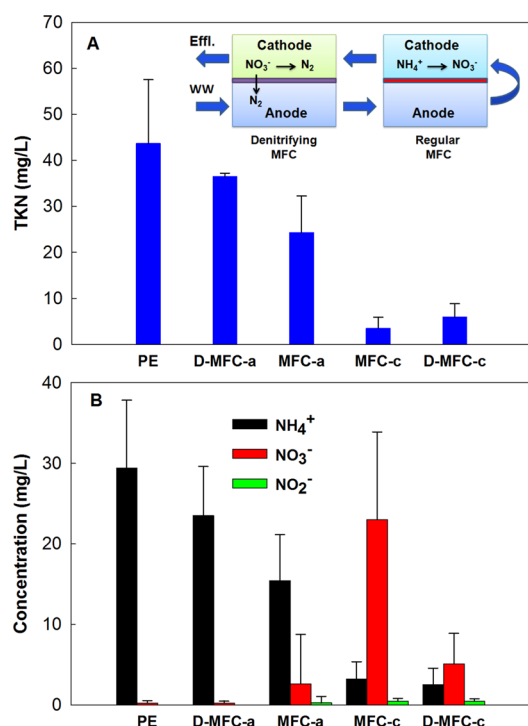 A
TKN (mg/L)
70
60
50
40
30
20
10
0
Effl.
WW
Cathode
NO₃⁻ → N₂
N₂
Anode
Denitrifying
MFC
Cathode
NH₄⁺ → NO₃⁻
Anode
Regular
MFC
PE D-MFC-a MFC-a MFC-c D-MFC-c
B
Concentration (mg/L)
40
30
20
10
0
NH₄⁺
NO₃⁻
NO₂⁻
PE D-MFC-a MFC-a MFC-c D-MFC-c